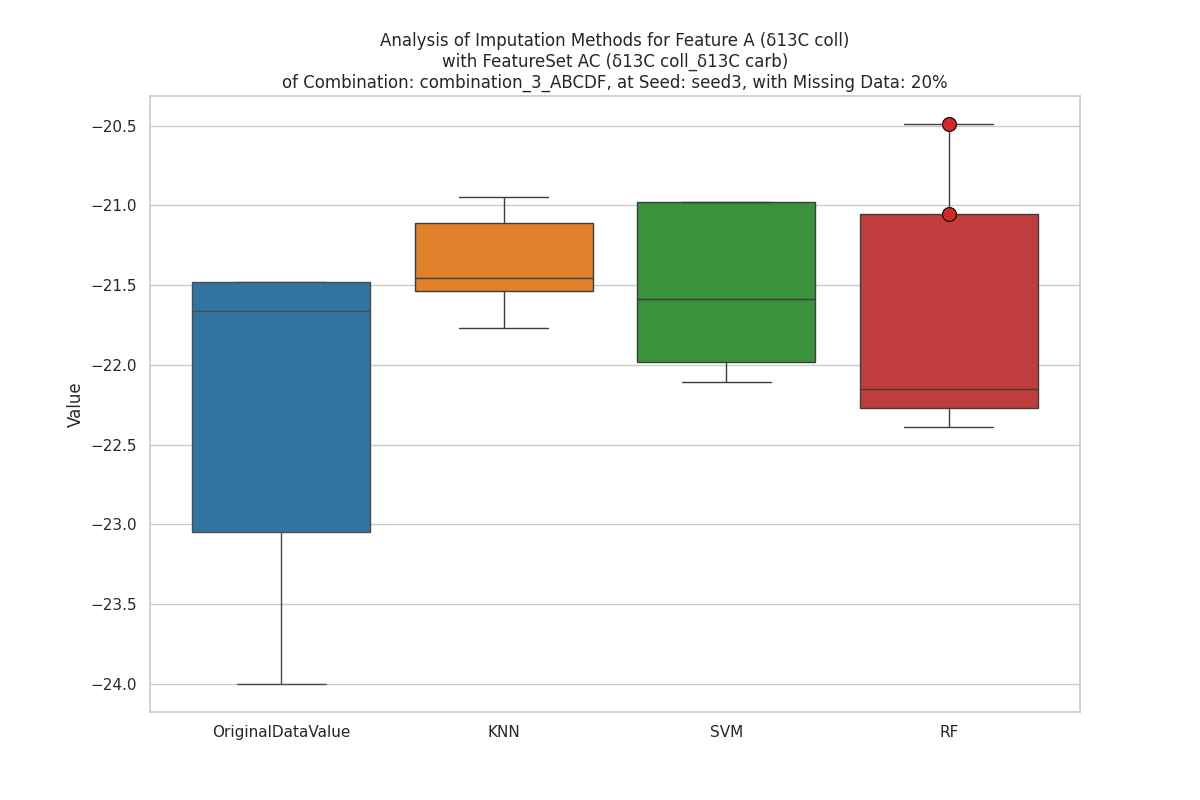 Analysis of Imputation Methods for Feature A (δ13C coll)
with FeatureSet AC (δ13C coll_δ13C carb)
of Combination: combination_3_ABCDF, at Seed: seed3, with Missing Data: 20%
−20.5
−21.0
−21.5
−22.0
−22.5
−23.0
−23.5
−24.0
Value
OriginalDataValue
KNN
SVM
RF